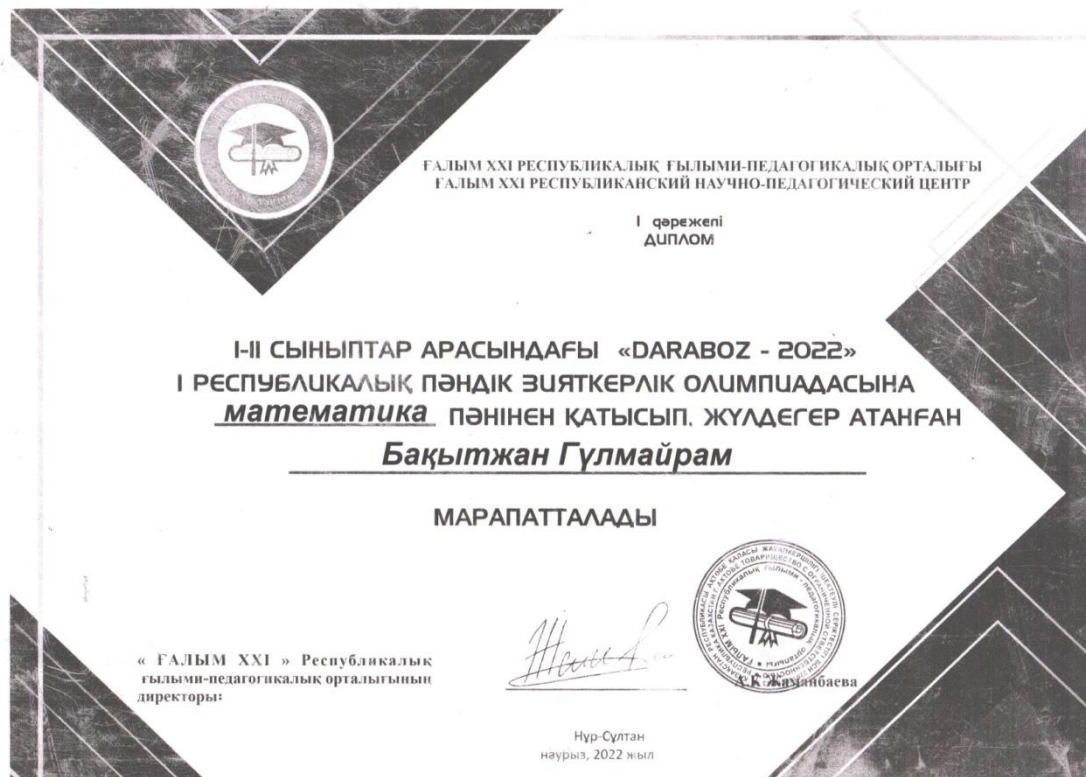 ҒАЛЫМ XXI РЕСПУБЛИКАЛЫҚ ҒЫЛЫМИ-ПЕДАГОГИКАЛЫҚ ОРТАЛЫҒЫ
ҒАЛЫМ XXI РЕСПУБЛИКАНСКИЙ НАУЧНО-ПЕДАГОГИЧЕСКИЙ ЦЕНТР
I дәрежелі
ДИПЛОМ
I-II СЫНЫПТАР АРАСЫНДАҒЫ «DARABOZ - 2022»
I РЕСПУБЛИКАЛЫҚ ПӘНДІК ЗИЯТКЕРЛІК ОЛИМПИАДАСЫНА
математика ПӘНІНЕН ҚАТЫСЫП. ЖҮЛДЕГЕР АТАНҒАН
Бақытжан Гүлмайрам
МАРАПАТТАЛАДЫ
« ҒАЛЫМ XXI » Республикалық
ғылыми-педагогикалық орталығының
директоры:
А.К.Жаманбаева
Нұр-Сұлтан
наурыз, 2022 жыл